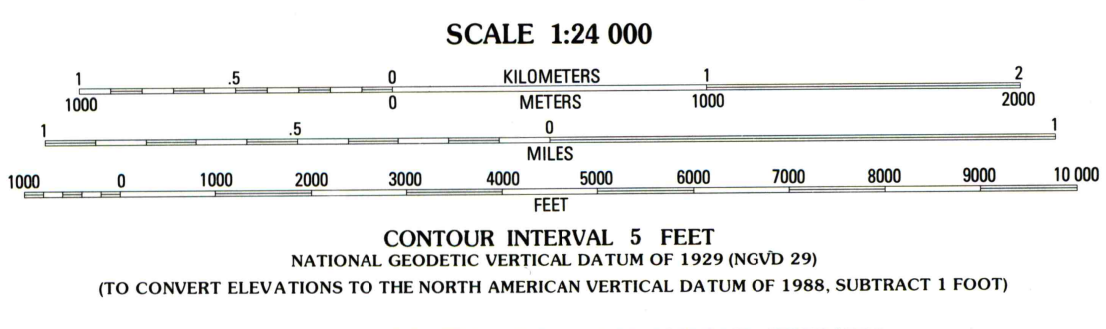 SCALE 1:24 000
1 .5 0 KILOMETERS 1 2
1000 0 METERS 1000 2000
1 .5 0 1
MILES
1000 0 1000 2000 3000 4000 5000 6000 7000 8000 9000 10 000
FEET
CONTOUR INTERVAL 5 FEET
NATIONAL GEODETIC VERTICAL DATUM OF 1929 (NGVD 29)
(TO CONVERT ELEVATIONS TO THE NORTH AMERICAN VERTICAL DATUM OF 1988, SUBTRACT 1 FOOT)